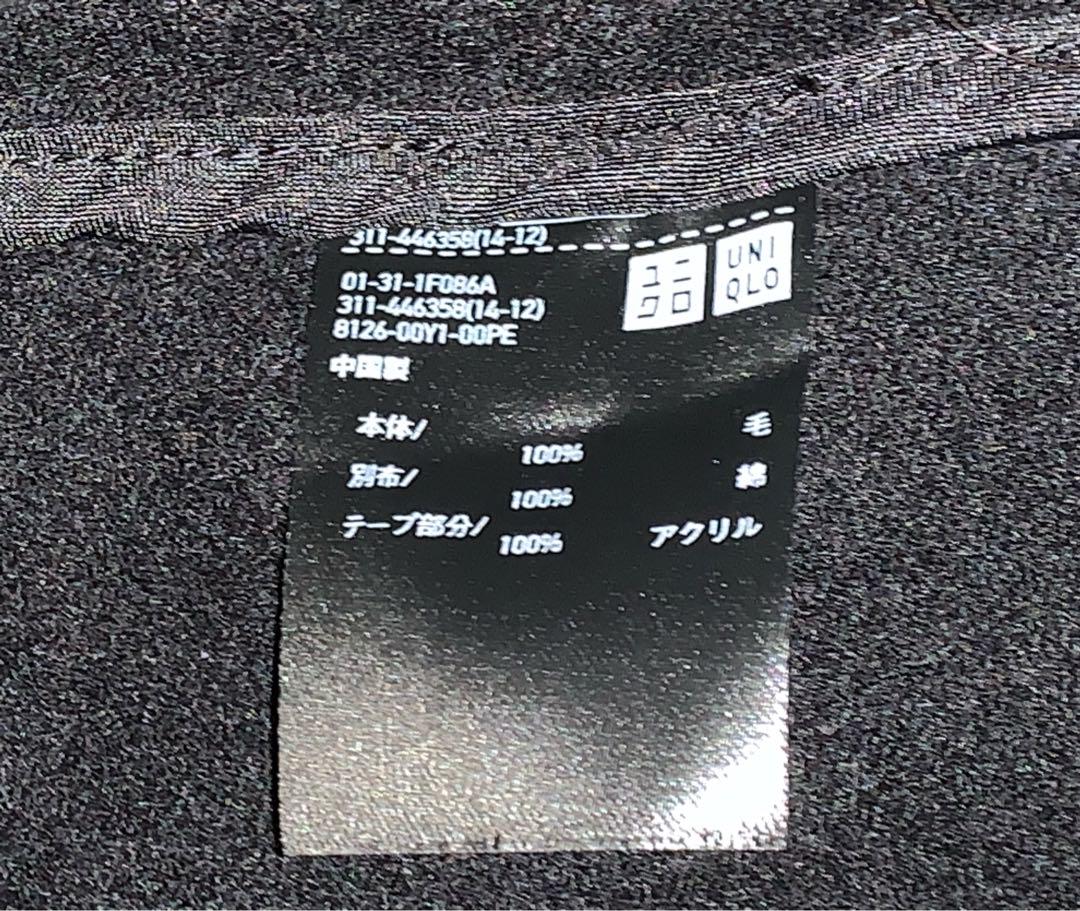 311-446358(14-12)
ユニ
クロ
UNI
QLO
01-31-1F086A
311-446358(14-12)
8126-00Y1-00PE
中国製
本体/ 毛
100%
別布/ 綿
100%
テープ部分/ アクリル
100%